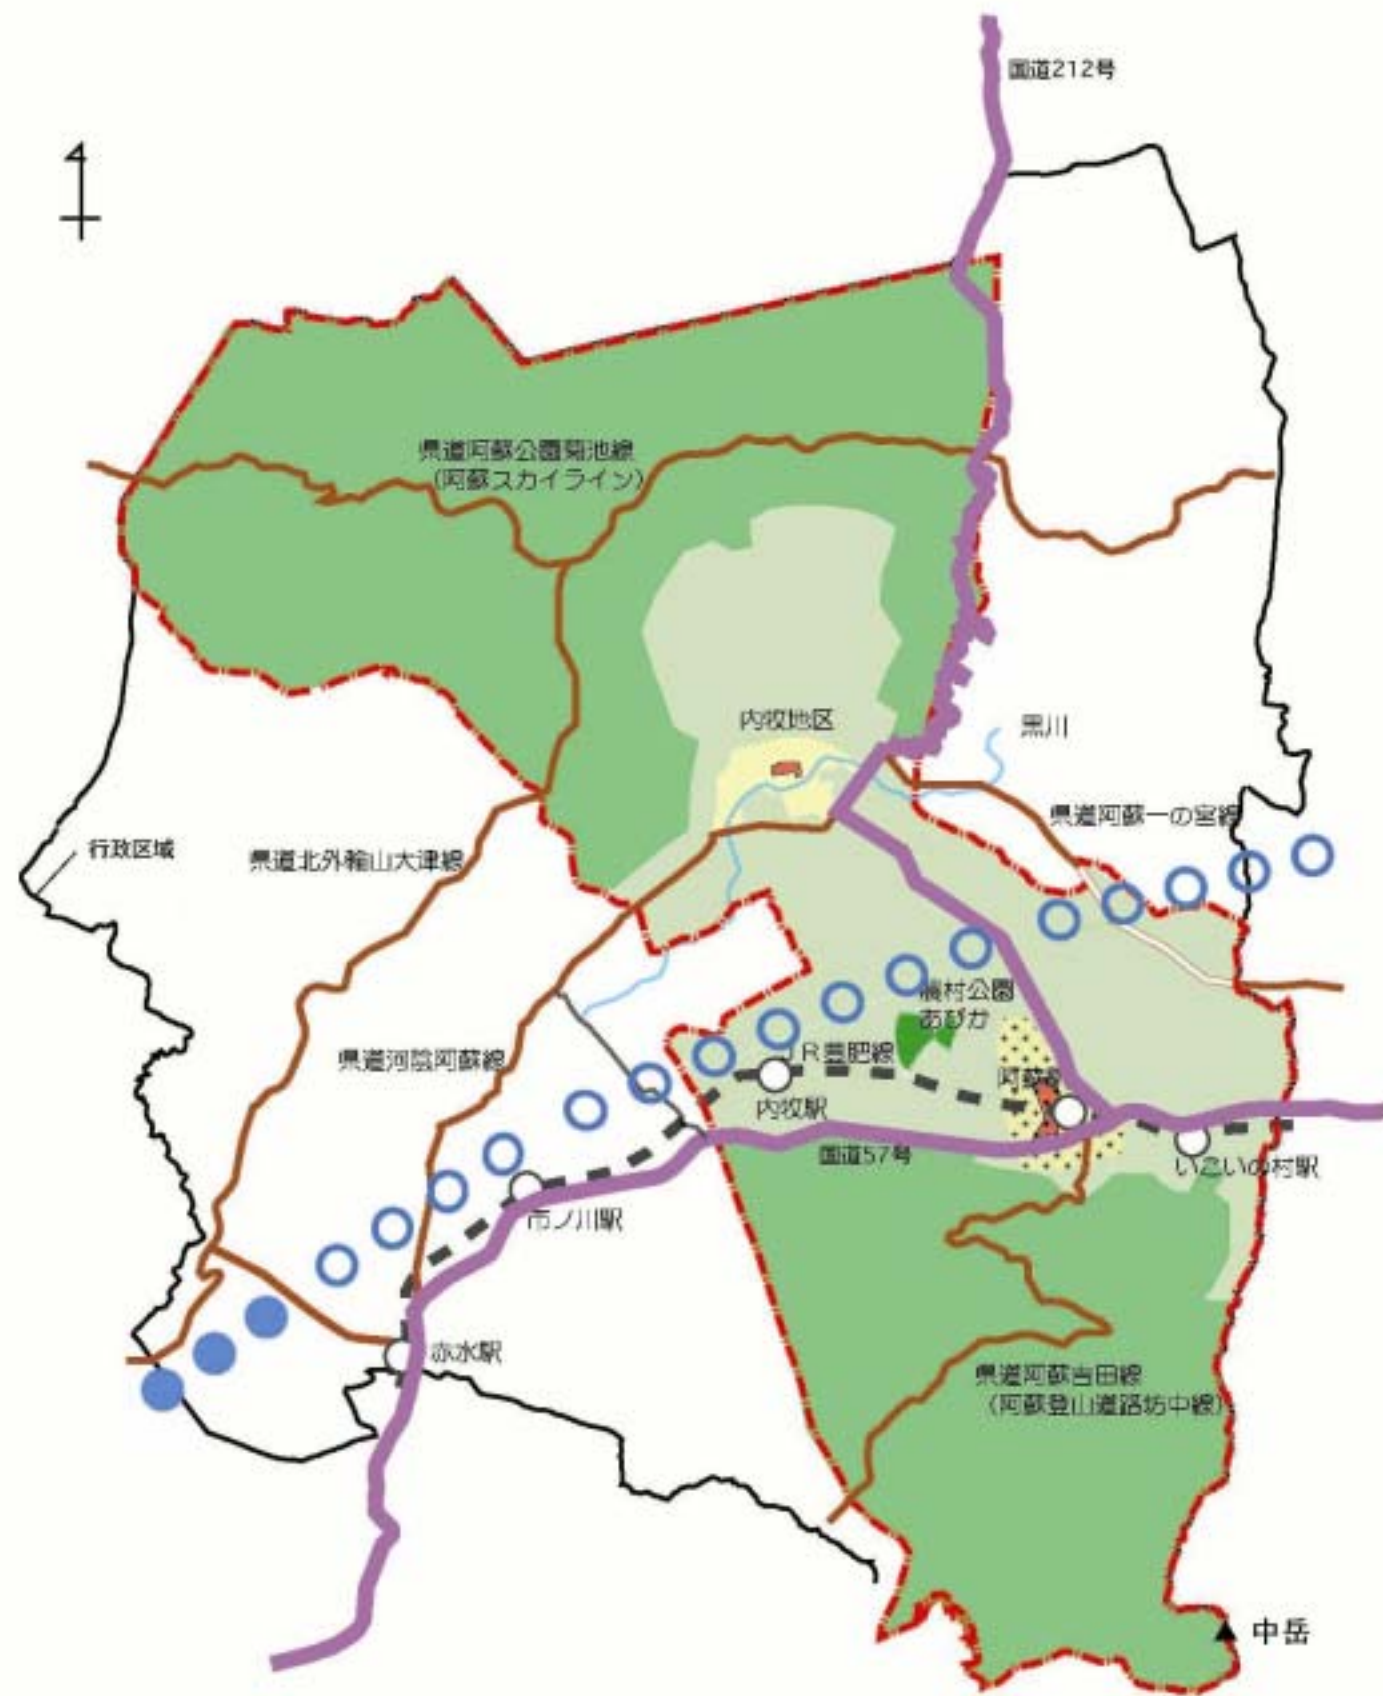 国道212号
県道阿蘇公園菊池線
(阿蘇スカイライン)
内牧地区
黒川
県道阿蘇一の宮線
行政区域
県道北外輪山大津線
農村公園
あぴか
県道河陰阿蘇線
JR豊肥線
阿蘇駅
内牧駅
国道57号
いこいの村駅
市ノ川駅
赤水駅
県道阿蘇吉田線
(阿蘇登山道路坊中線)
中岳